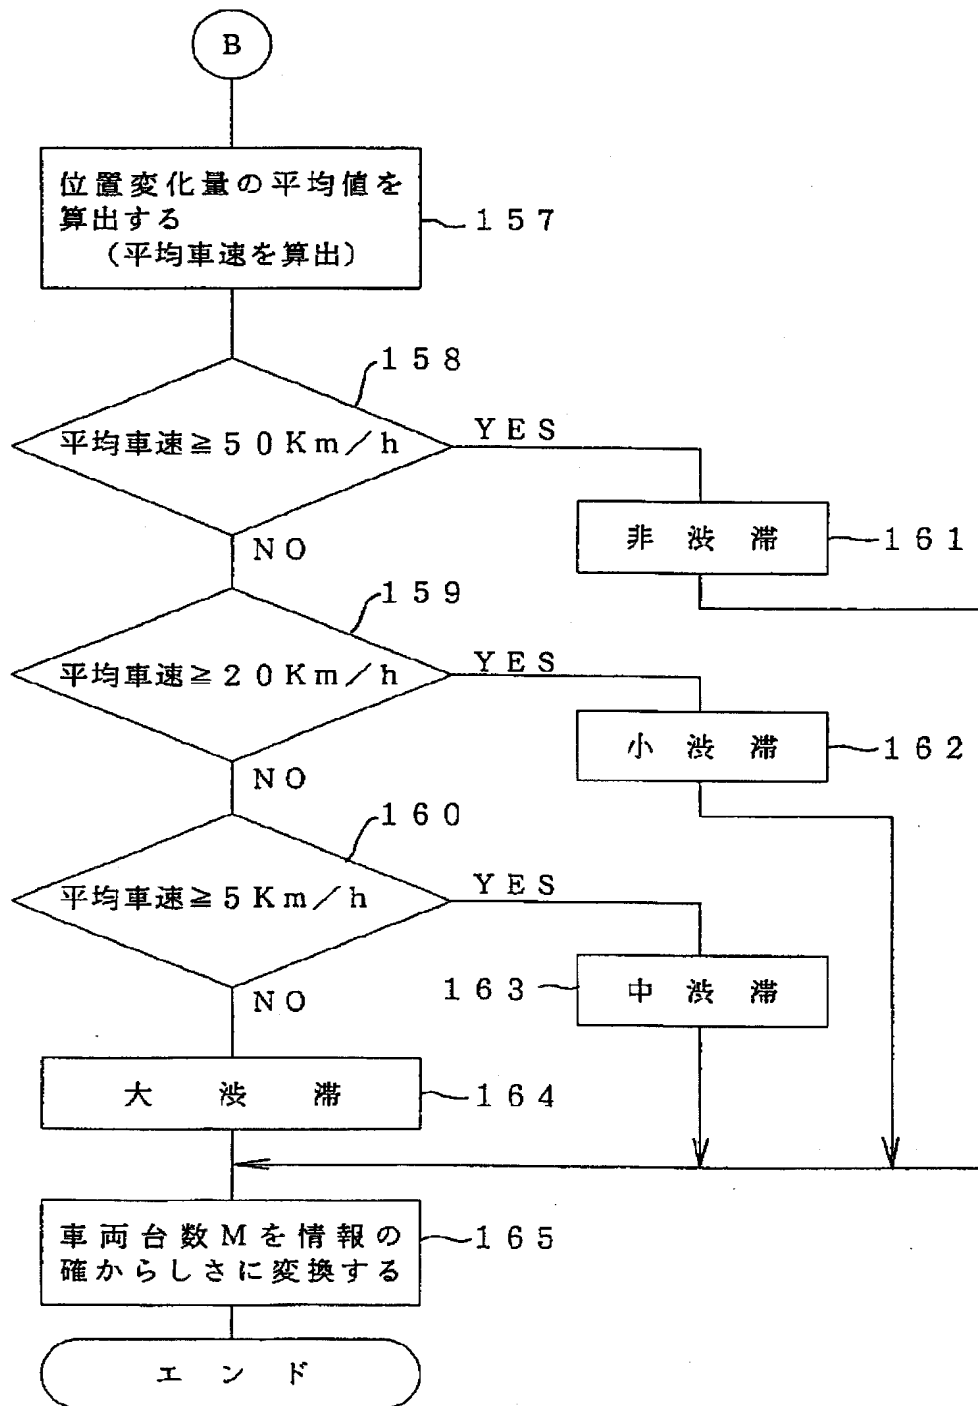 B
位置変化量の平均値を
算出する
(平均車速を算出)
157
158
平均車速≧50Km/h
YES
非渋滞
161
NO
159
平均車速≧20Km/h
YES
小渋滞
162
NO
160
平均車速≧5Km/h
YES
163
中渋滞
NO
大渋滞
164
車両台数Mを情報の
確からしさに変換する
165
エンド